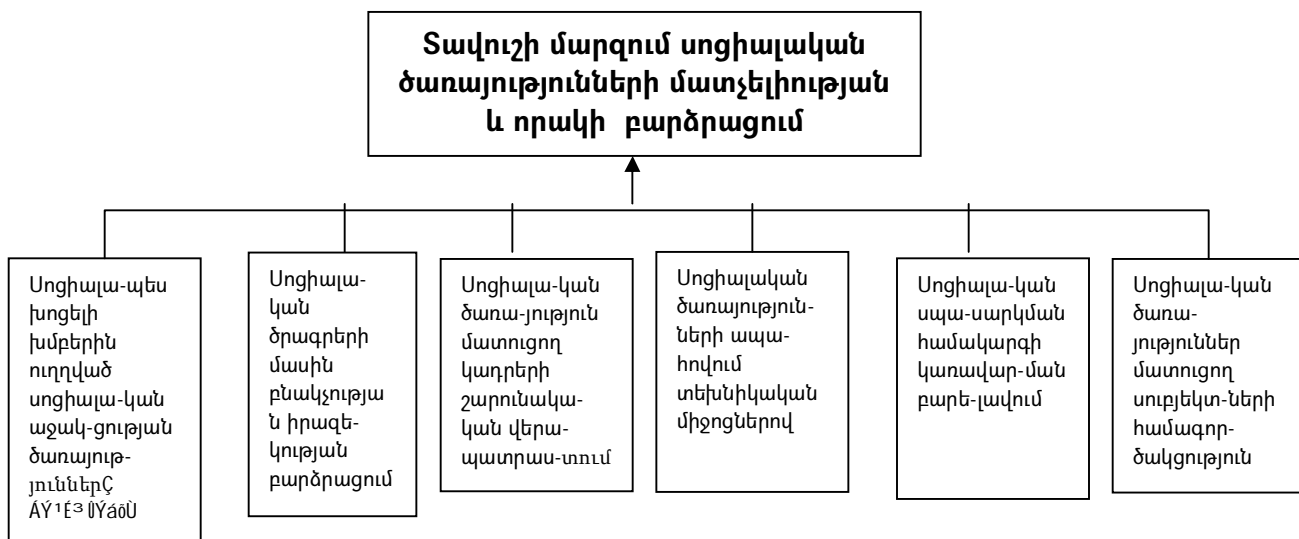 Տավուշի մարզում սոցիալական
ծառայությունների մատչելիության
և որակի բարձրացում
Սոցիալա-պես
խոցելի
խմբերին
ուղղված
սոցիալա-կան
աջակ-ցության
ծառայութ-
յուններÇ
ÁÝ¹É³ÛÝáõÙ
Սոցիալա-
կան
ծրագրերի
մասին
բնակչությա
ն իրազե-
կության
բարձրացում
Սոցիալա-կան
ծառա-յություն
մատուցող
կադրերի
շարունակա-
կան վերա-
պատրաս-տում
Սոցիալական
ծառայություն-
ների ապա-
հովում
տեխնիկական
միջոցներով
Սոցիալա-կան
սպա-սարկման
համակարգի
կառավար-ման
բարե-լավում
Սոցիալա-կան
ծառա-
յություններ
մատուցող
սուբյեկտ-ների
համագոր-
ծակցություն